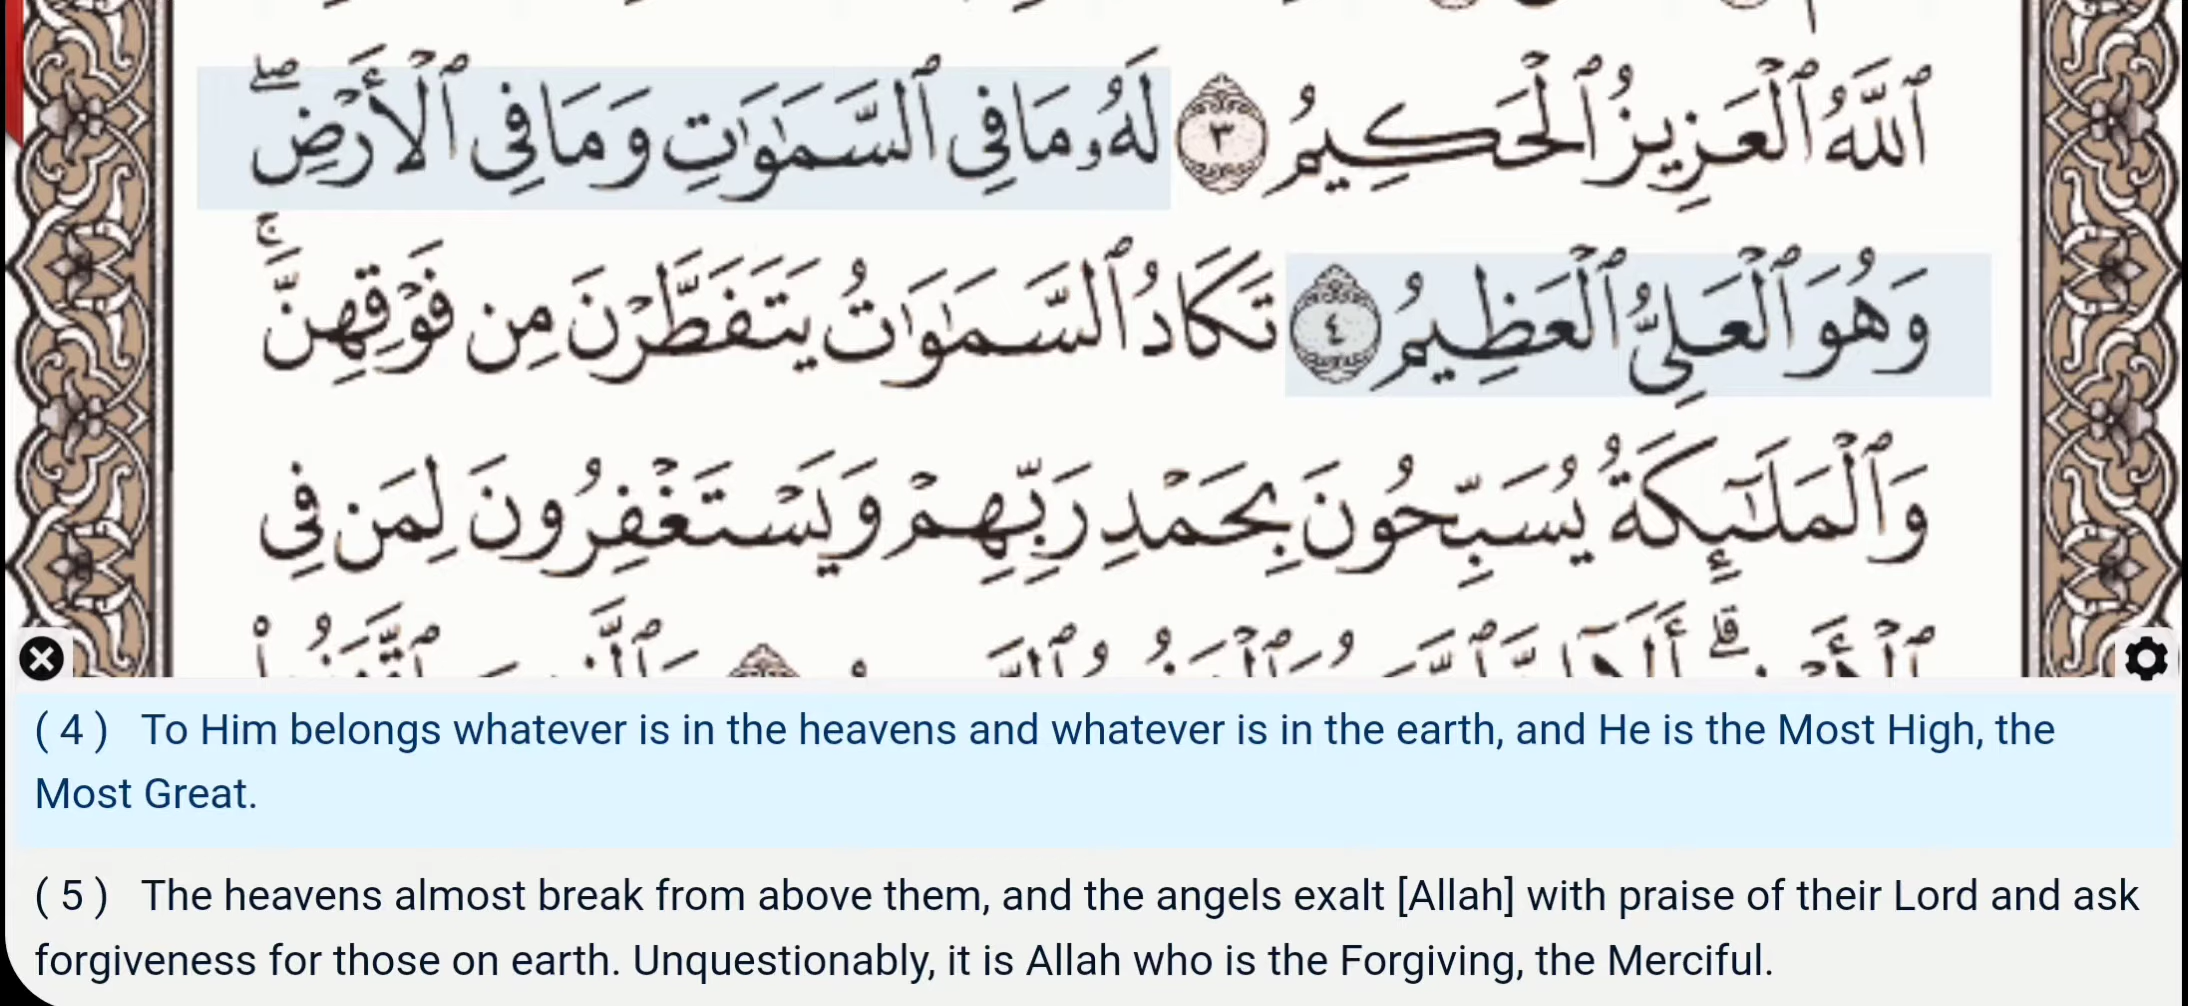 ٱللَّهُ ٱلْعَزِيزُ ٱلْحَكِيمُ ٣ لَهُۥ مَا فِى ٱلسَّمَٰوَٰتِ وَمَا فِى ٱلْأَرْضِ ۖ
وَهُوَ ٱلْعَلِىُّ ٱلْعَظِيمُ ٤ تَكَادُ ٱلسَّمَٰوَٰتُ يَتَفَطَّرْنَ مِن فَوْقِهِنَّ ۚ
وَٱلْمَلَٰٓئِكَةُ يُسَبِّحُونَ بِحَمْدِ رَبِّهِمْ وَيَسْتَغْفِرُونَ لِمَن فِى
( 4 ) To Him belongs whatever is in the heavens and whatever is in the earth, and He is the Most High, the
Most Great.
( 5 ) The heavens almost break from above them, and the angels exalt [Allah] with praise of their Lord and ask
forgiveness for those on earth. Unquestionably, it is Allah who is the Forgiving, the Merciful.